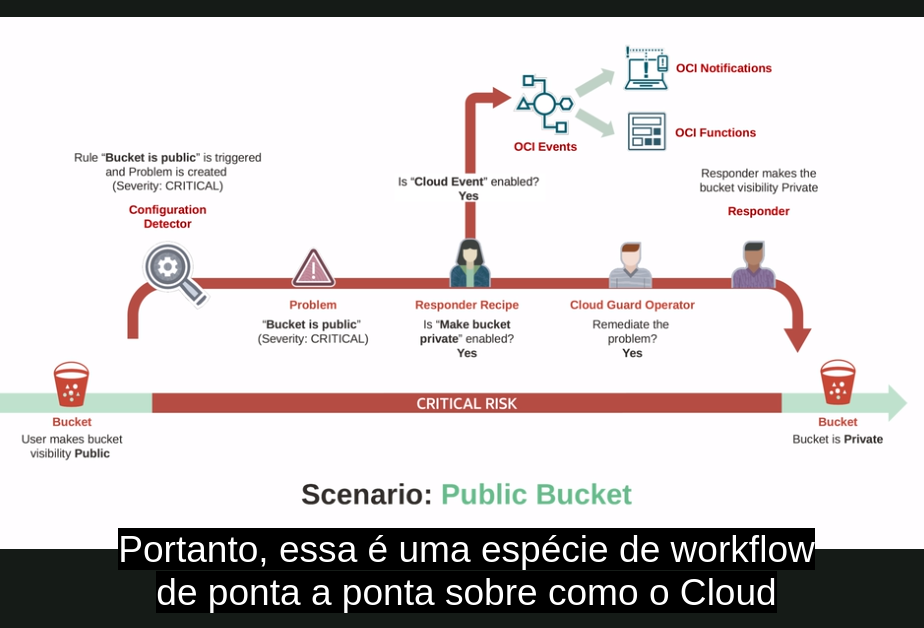 OCI Notifications
OCI Functions
OCI Events
Rule “Bucket is public” is triggered
and Problem is created
(Severity: CRITICAL)
Configuration
Detector
Is “Cloud Event” enabled?
Yes
Responder makes the
bucket visibility Private
Responder
Problem
“Bucket is public”
(Severity: CRITICAL)
Responder Recipe
Is “Make bucket
private” enabled?
Yes
Cloud Guard Operator
Remediate the
problem?
Yes
CRITICAL RISK
Bucket
User makes bucket
visibility Public
Bucket
Bucket is Private
Scenario: Public Bucket
Portanto, essa é uma espécie de workflow
de ponta a ponta sobre como o Cloud